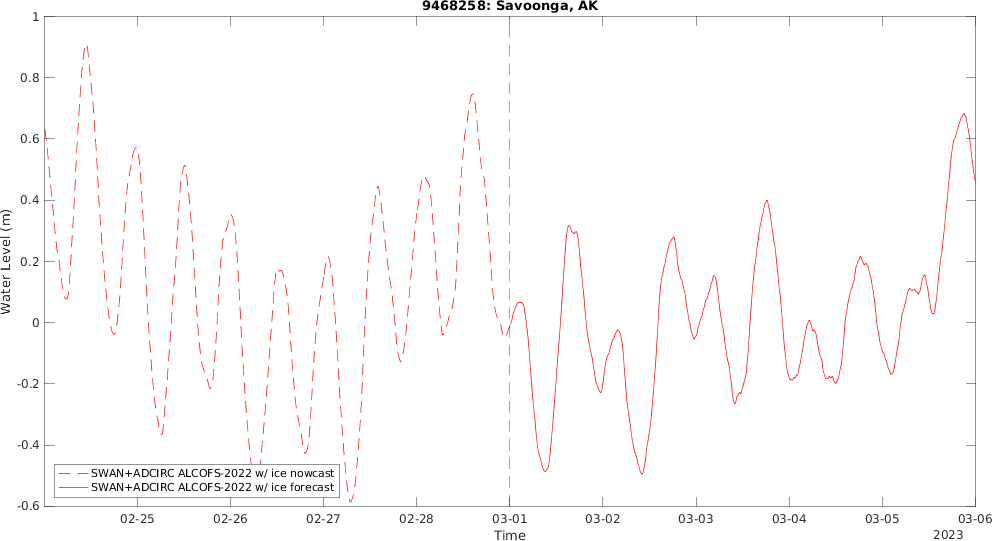 9468258: Savoonga, AK
1
0.8
0.6
0.4
0.2
0
-0.2
-0.4
-0.6
Water Level (m)
SWAN+ADCIRC ALCOFS-2022 w/ ice nowcast
SWAN+ADCIRC ALCOFS-2022 w/ ice forecast
02-25 02-26 02-27 02-28 03-01 03-02 03-03 03-04 03-05 03-06
Time
2023